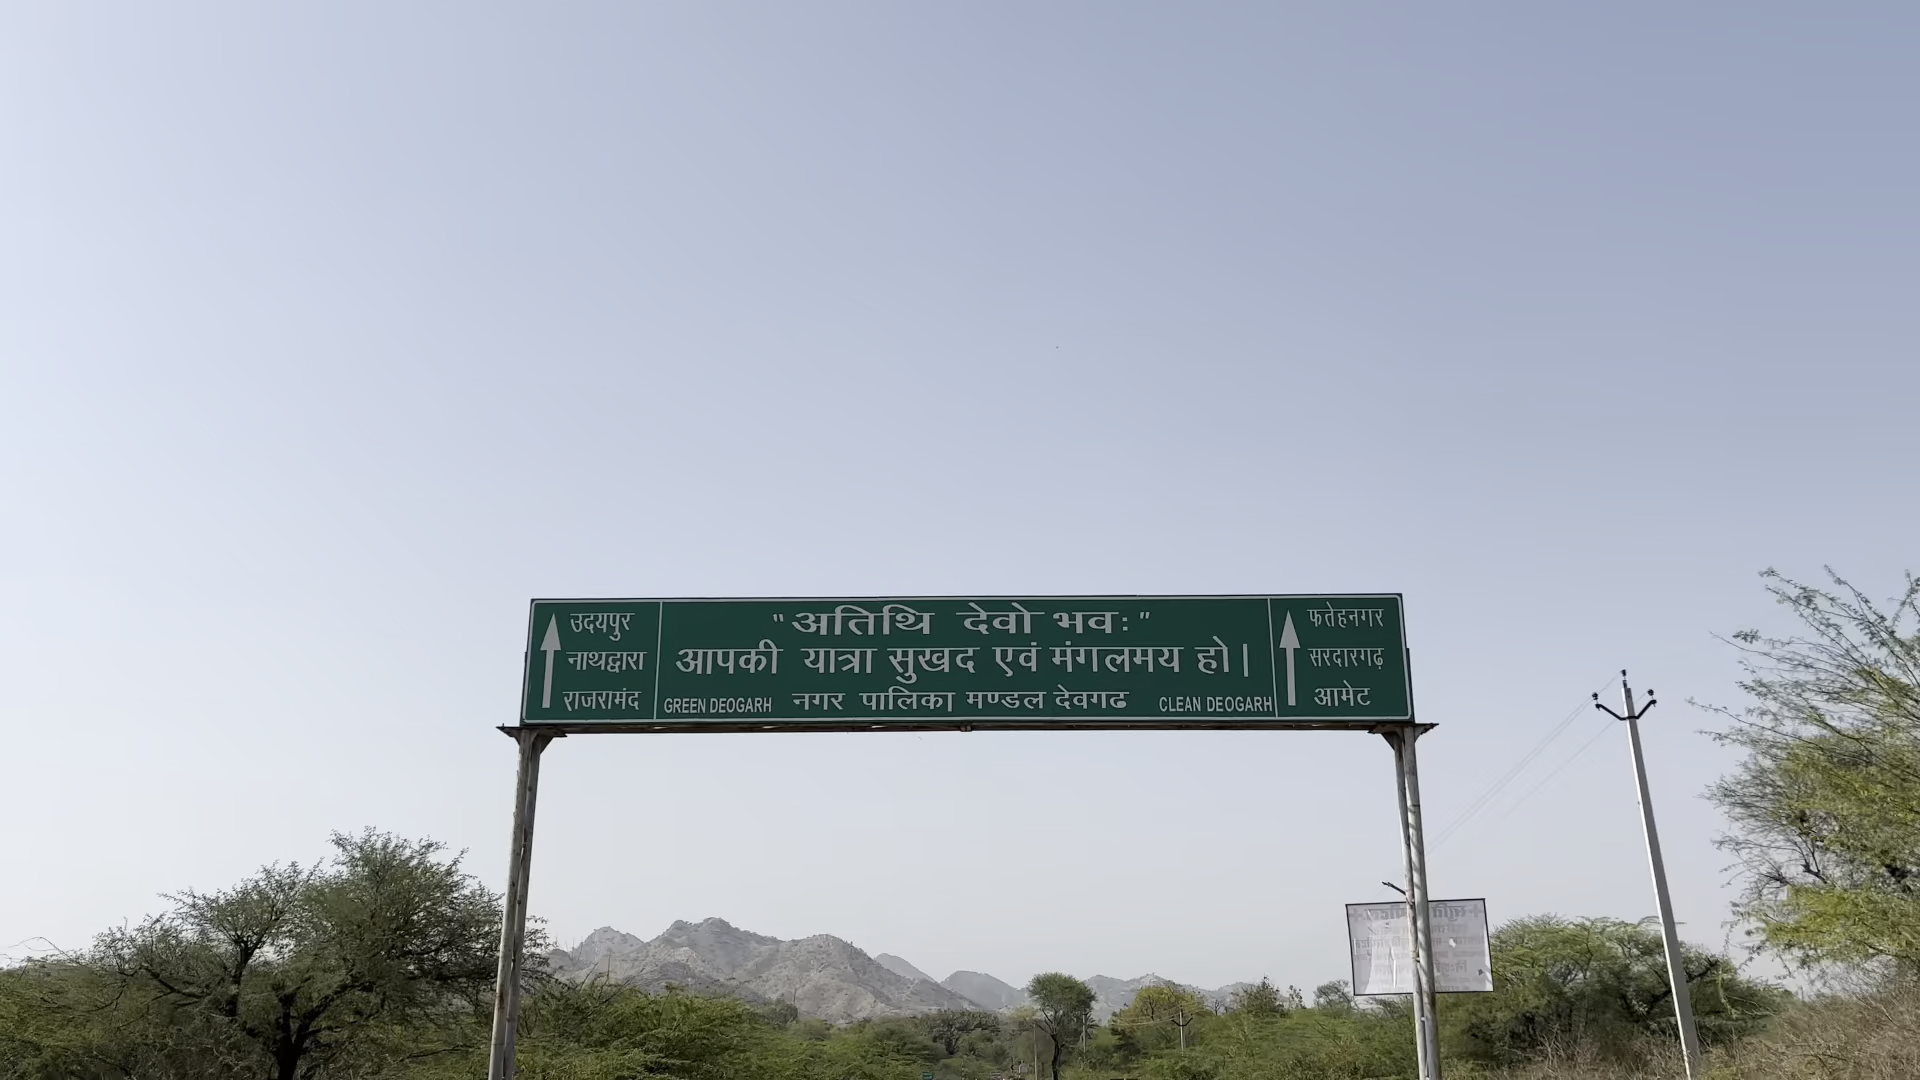 उदयपुर
नाथद्वारा
राजरामंद
"अतिथि देवो भवः"
आपकी यात्रा सुखद एवं मंगलमय हो|
GREEN DEOGARH नगर पालिका मण्डल देवगढ CLEAN DEOGARH
फतेहनगर
सरदारगढ़
आमेट